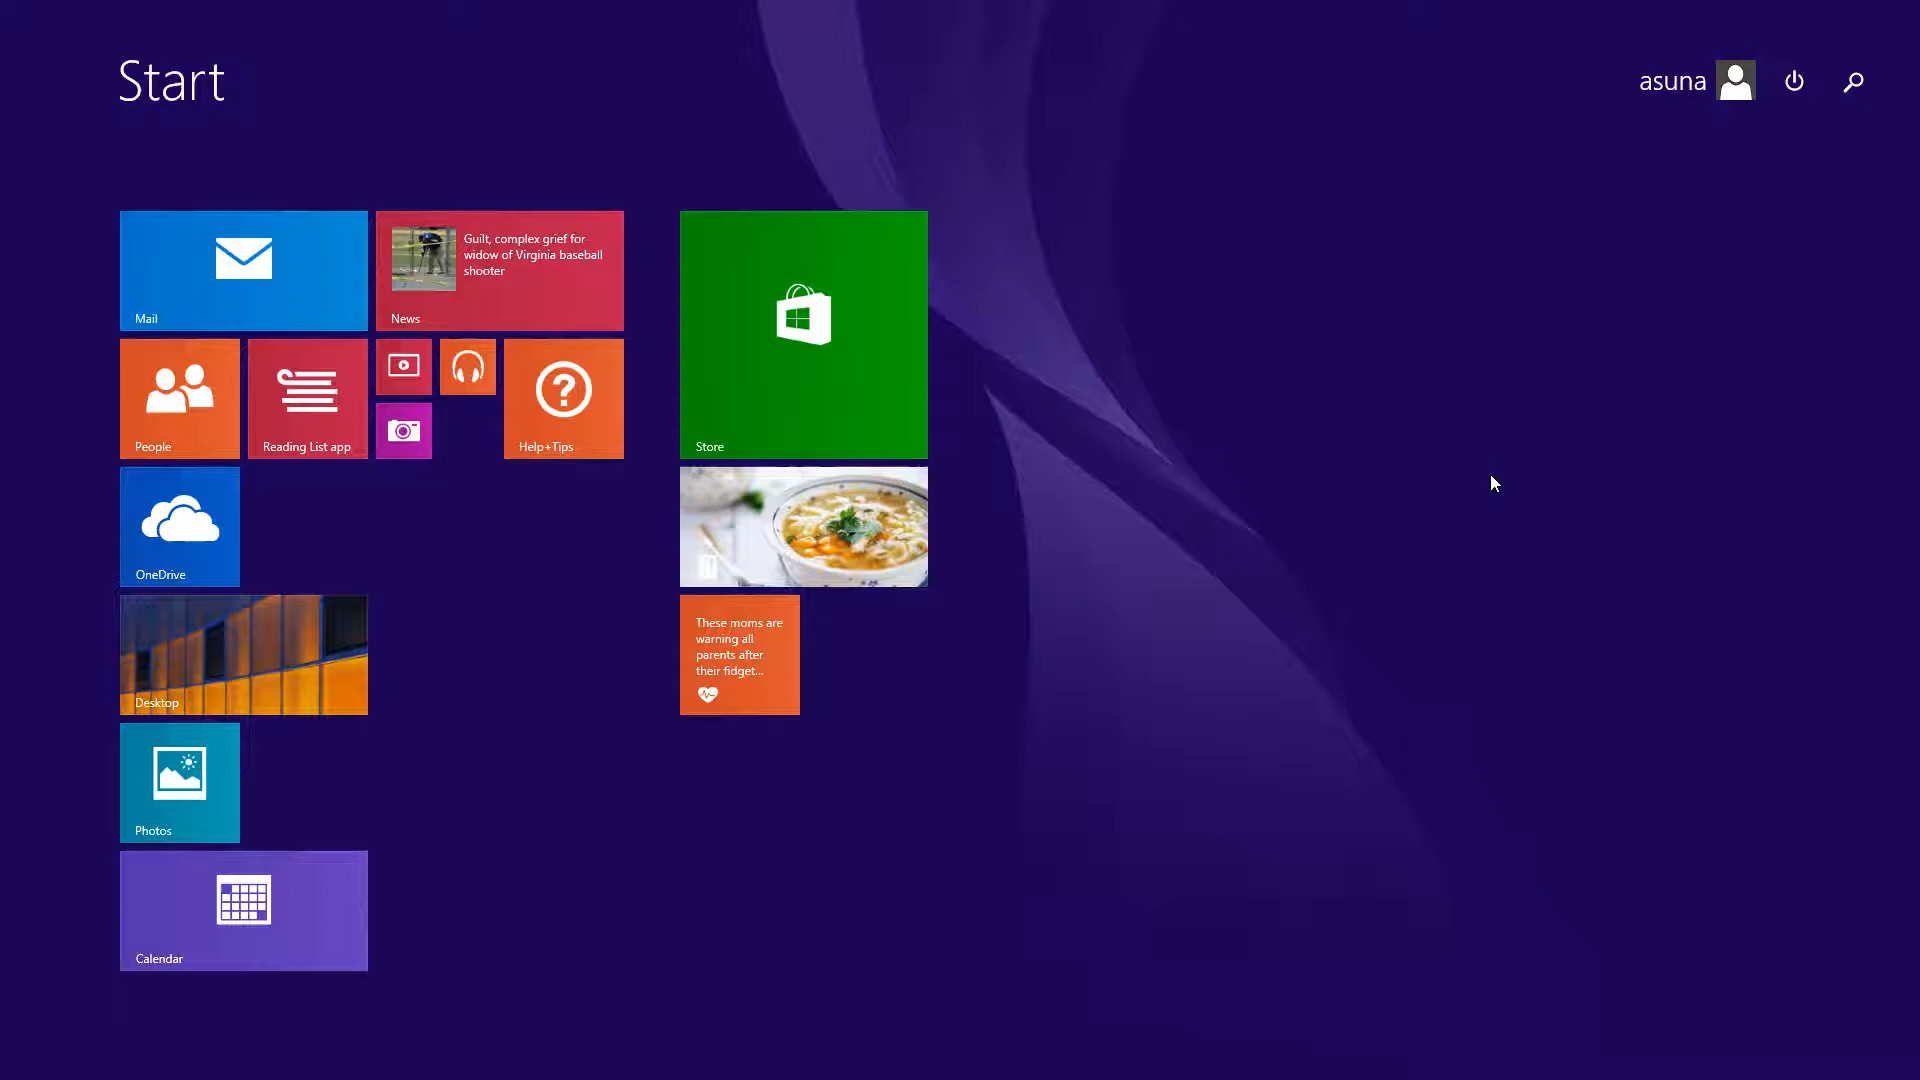 Start
asuna
Mail
Guilt, complex grief for
widow of Virginia baseball
shooter
News
People
Reading List app
Help+Tips
Store
OneDrive
These moms are
warning all
parents after
their fidget...
Desktop
Photos
Calendar